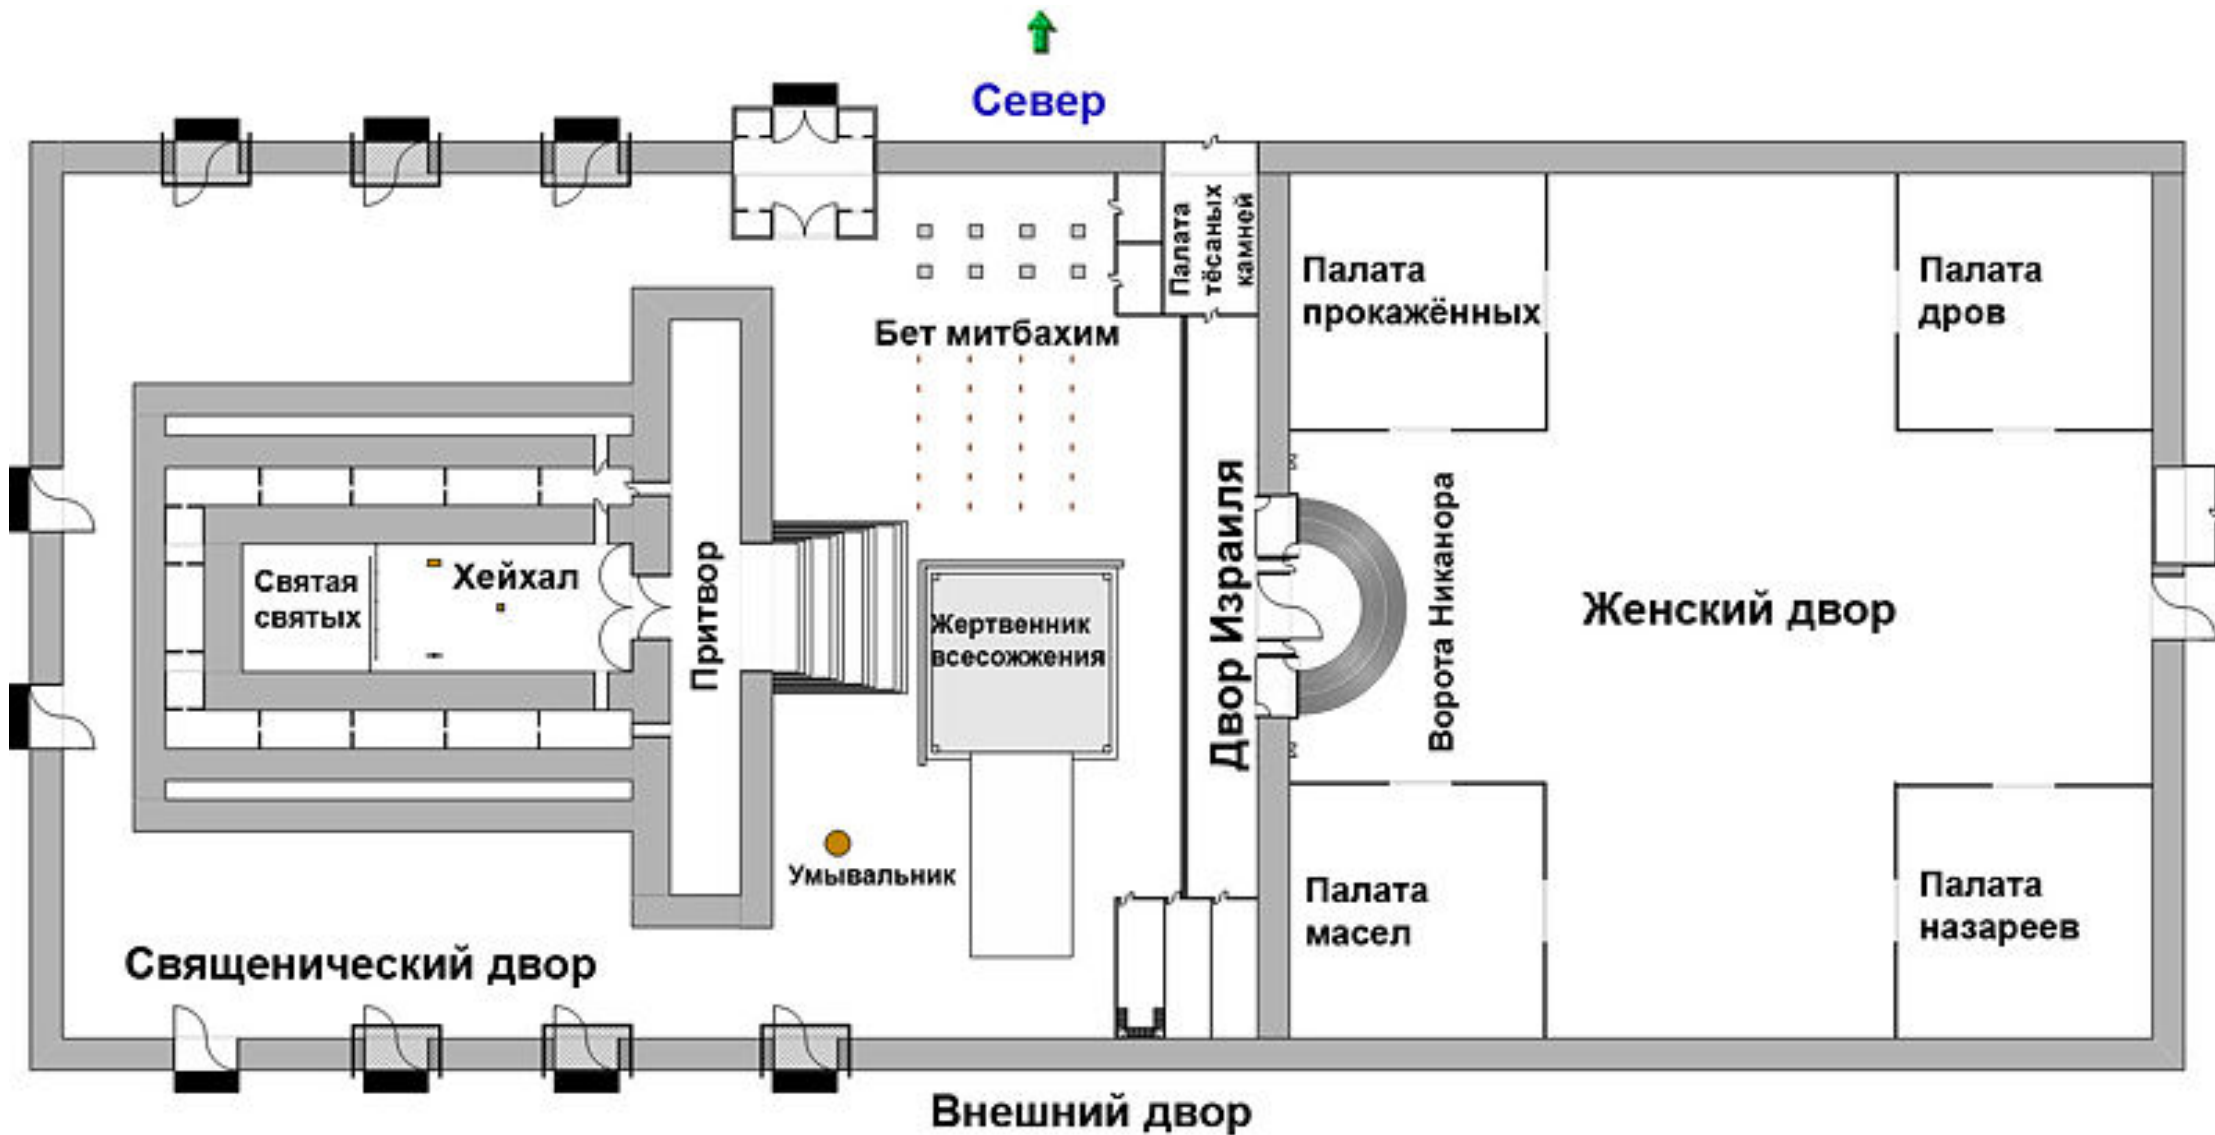 Север
Палата
тёсаных
камней
Палата
прокажённых
Палата
дров
Бет митбахим
Святая
святых
Хейхал
Притвор
Жертвенник
всесожжения
Двор Израиля
Ворота Никанора
Женский двор
Умывальник
Палата
масел
Палата
назареев
Священический двор
Внешний двор